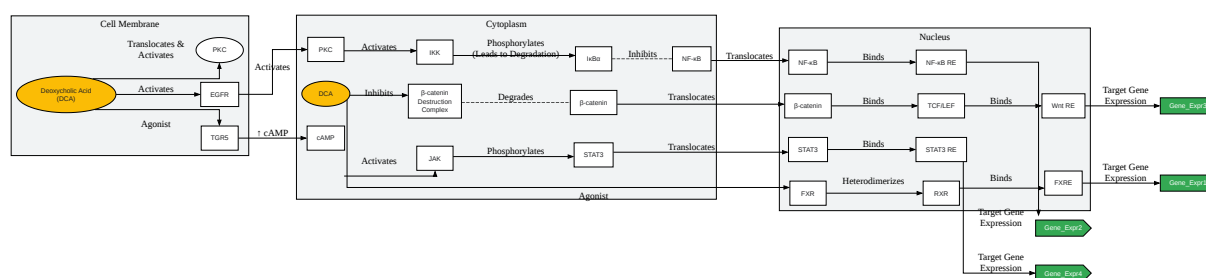 Cell Membrane
Translocates &
Activates
PKC
Deoxycholic Acid
(DCA)
Activates
EGFR
Agonist
TGR5
Activates
↑ cAMP
Cytoplasm
PKC
Activates
IKK
Phosphorylates
(Leads to Degradation)
IκBα
Inhibits
NF-κB
Translocates
DCA
Inhibits
β-catenin
Destruction
Complex
Degrades
β-catenin
Translocates
cAMP
Activates
JAK
Phosphorylates
STAT3
Translocates
Agonist
Nucleus
NF-κB
Binds
NF-κB RE
β-catenin
Binds
TCF/LEF
Binds
Wnt RE
STAT3
Binds
STAT3 RE
FXR
Heterodimerizes
RXR
Binds
FXRE
Target Gene
Expression
Gene_Expr3
Target Gene
Expression
Gene_Expr1
Target Gene
Expression
Gene_Expr2
Target Gene
Expression
Gene_Expr4